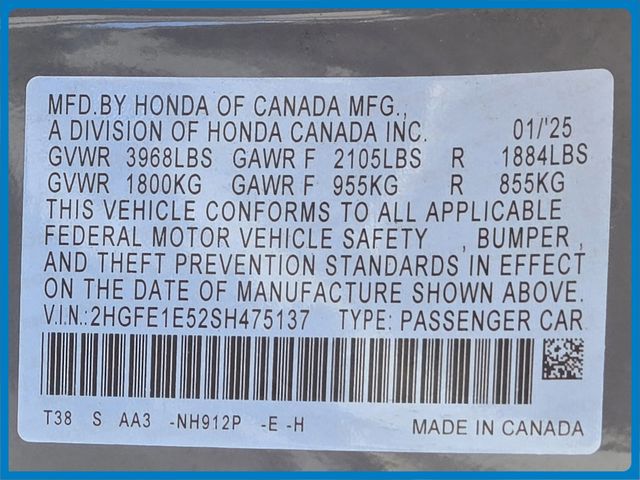 MFD.BY HONDA OF CANADA MFG.,
A DIVISION OF HONDA CANADA INC. 01/'25
GVWR 3968LBS GAWR F 2105LBS R 1884LBS
GVWR 1800KG GAWR F 955KG R 855KG
THIS VEHICLE CONFORMS TO ALL APPLICABLE
FEDERAL MOTOR VEHICLE SAFETY , BUMPER ,
AND THEFT PREVENTION STANDARDS IN EFFECT
ON THE DATE OF MANUFACTURE SHOWN ABOVE.
V.I.N.:2HGFE1E52SH475137 TYPE: PASSENGER CAR
T38 S AA3 -NH912P -E -H MADE IN CANADA